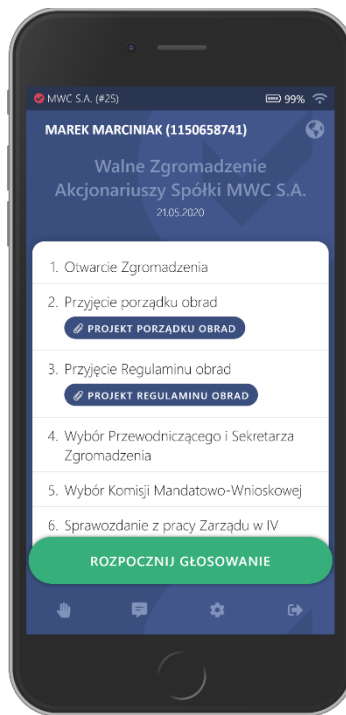 MWC S.A. (#25) 99%
MAREK MARCINIAK (1150658741)
Walne Zgromadzenie
Akcjonariuszy Spółki MWC S.A.
21.05.2020
1. Otwarcie Zgromadzenia
2. Przyjęcie porządku obrad
PROJEKT PORZĄDKU OBRAD
3. Przyjęcie Regulaminu obrad
PROJEKT REGULAMINU OBRAD
4. Wybór Przewodniczącego i Sekretarza
Zgromadzenia
5. Wybór Komisji Mandatowo-Wnioskowej
6. Sprawozdanie z pracy Zarządu w IV
ROZPOCZNIJ GŁOSOWANIE